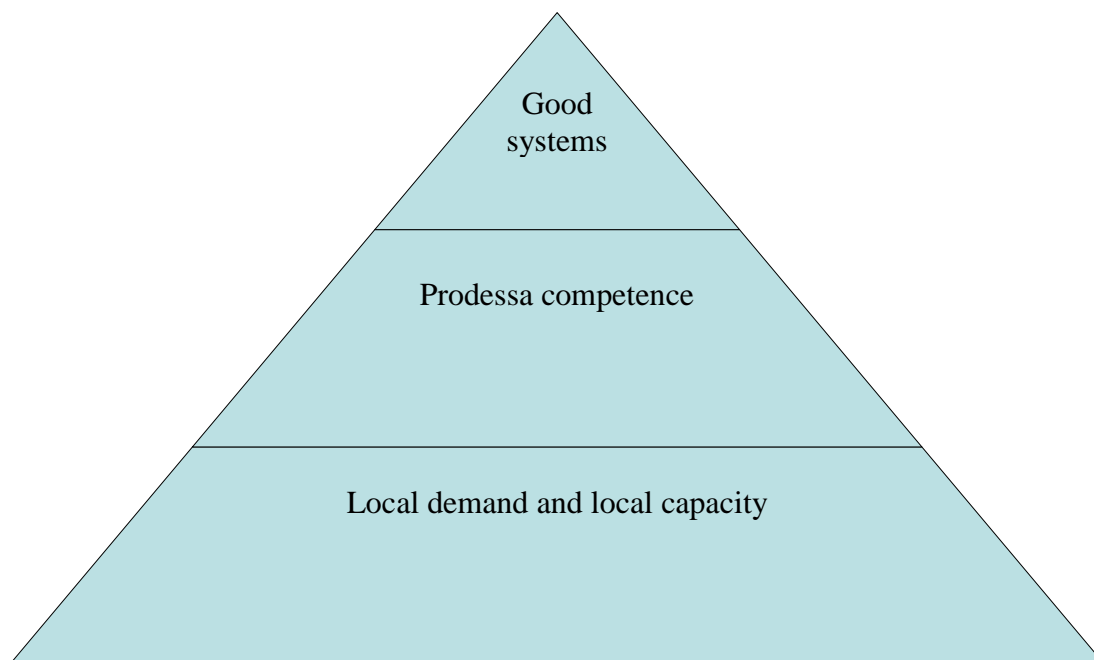 Good
systems
Prodessa competence
Local demand and local capacity